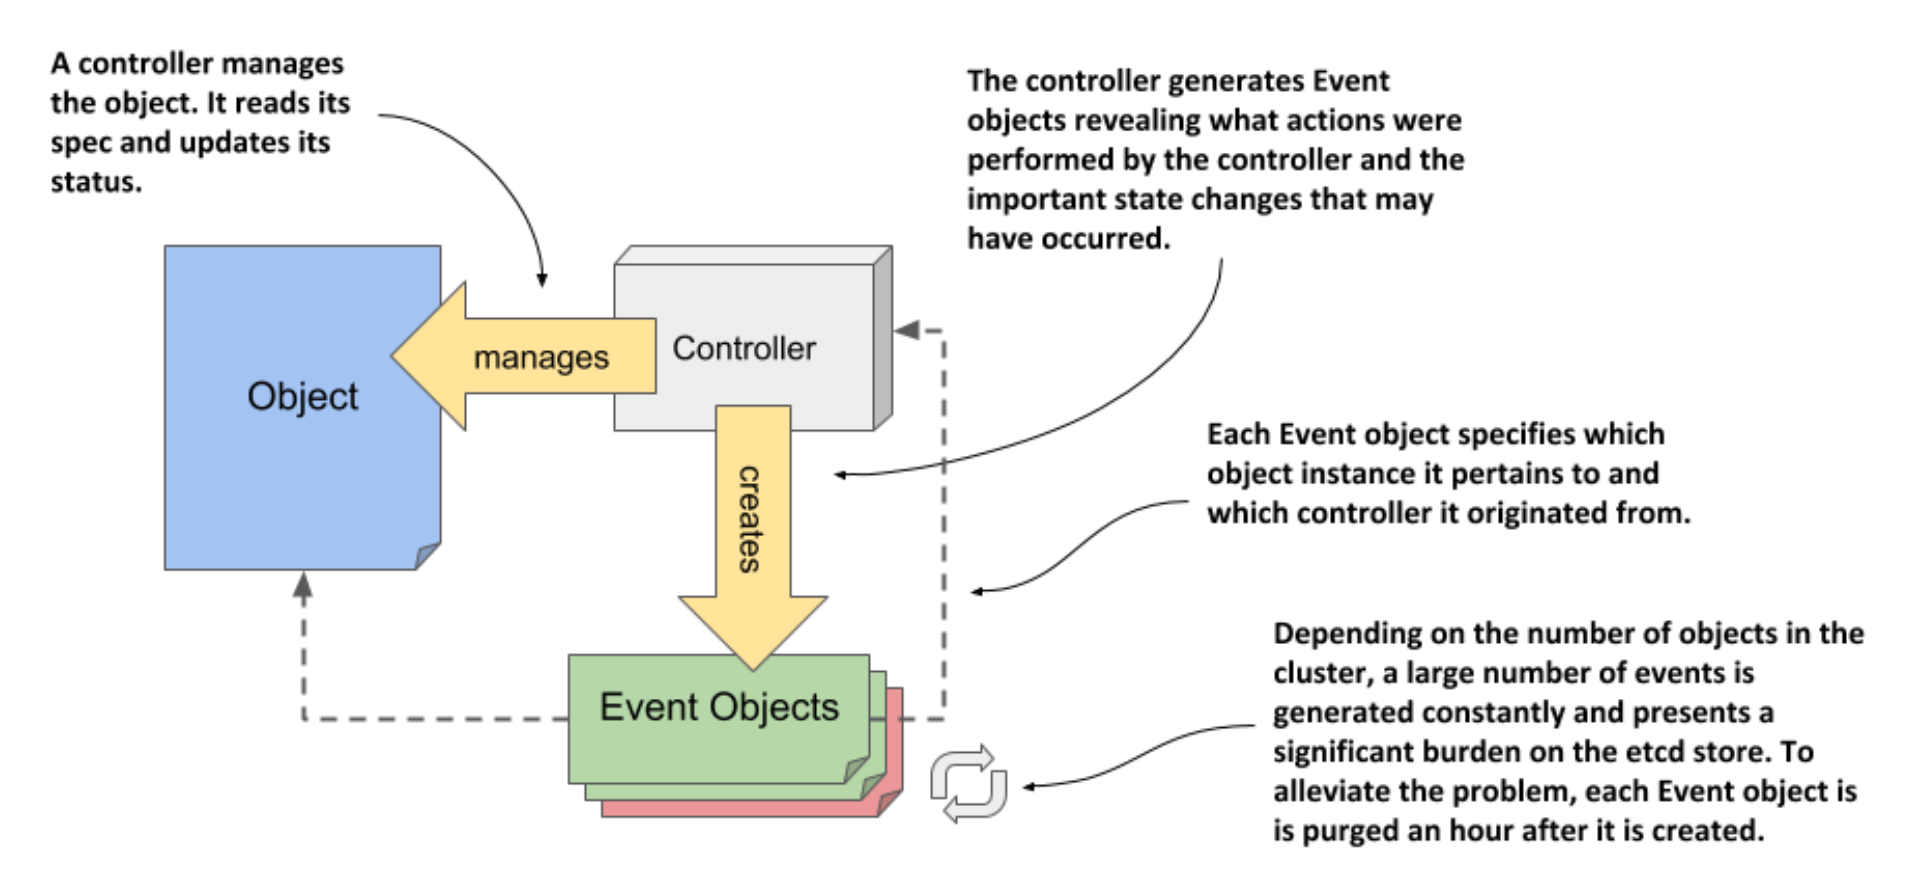 A controller manages
the object. It reads its
spec and updates its
status.
The controller generates Event
objects revealing what actions were
performed by the controller and the
important state changes that may
have occurred.
Object
manages
Controller
creates
Each Event object specifies which
object instance it pertains to and
which controller it originated from.
Event Objects
Depending on the number of objects in the
cluster, a large number of events is
generated constantly and presents a
significant burden on the etcd store. To
alleviate the problem, each Event object is
is purged an hour after it is created.